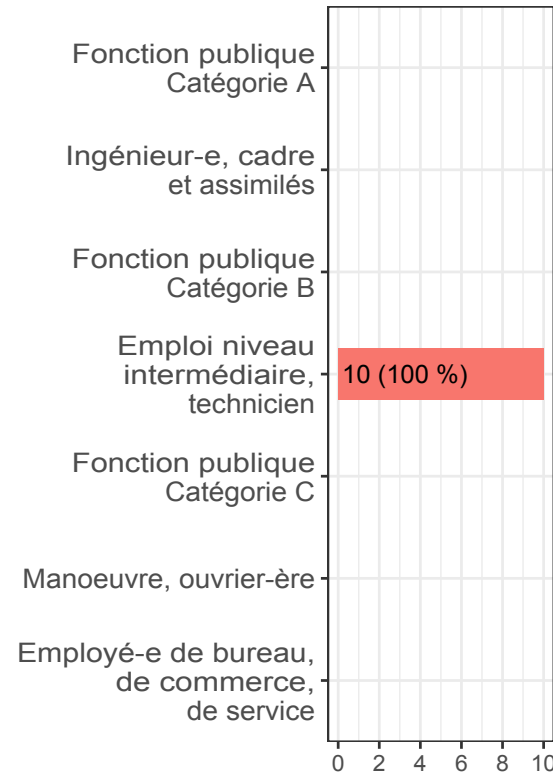 Fonction publique
Catégorie A
Ingénieur-e, cadre
et assimilés
Fonction publique
Catégorie B
Emploi niveau
intermédiaire,
technicien
10 (100 %)
Fonction publique
Catégorie C
Manoeuvre, ouvrier-ère
Employé-e de bureau,
de commerce,
de service
0 2 4 6 8 10